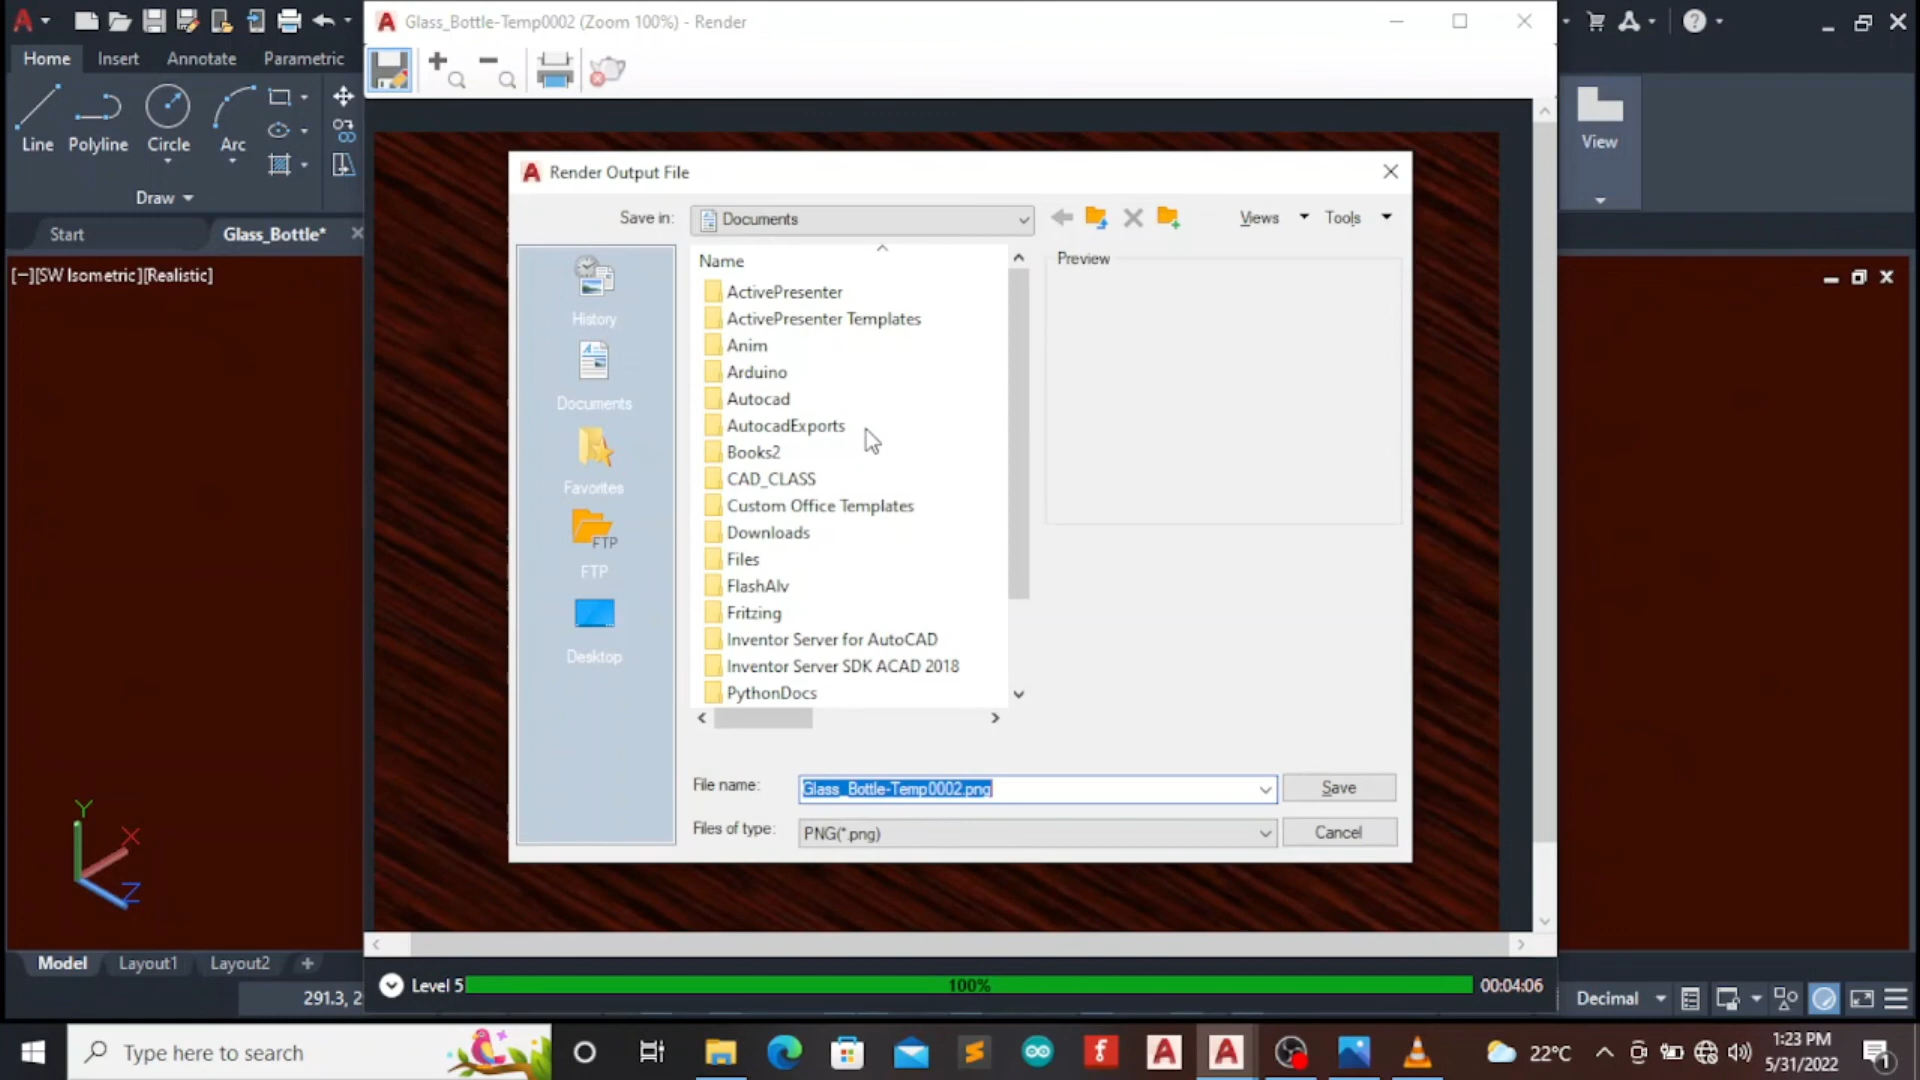 Glass_Bottle-Temp0002 (Zoom 100%) - Render
Home Insert Annotate Parametric
Line Polyline Circle Arc
Draw
View
Start Glass_Bottle*
[−][SW Isometric][Realistic]
Render Output File
Save in: Documents Views Tools
Name
Preview
ActivePresenter
ActivePresenter Templates
Anim
Arduino
Autocad
AutocadExports
Books2
CAD_CLASS
Custom Office Templates
Downloads
Files
FlashAlv
Fritzing
Inventor Server for AutoCAD
Inventor Server SDK ACAD 2018
PythonDocs
History
Documents
Favorites
FTP
FTP
Desktop
File name: Glass_Bottle-Temp0002.png Save
Files of type: PNG(*.png) Cancel
Y
X
Z
Model Layout1 Layout2 +
291.3, 2
Level 5 100% 00:04:06
Decimal
Type here to search
22°C
1:23 PM
5/31/2022
1